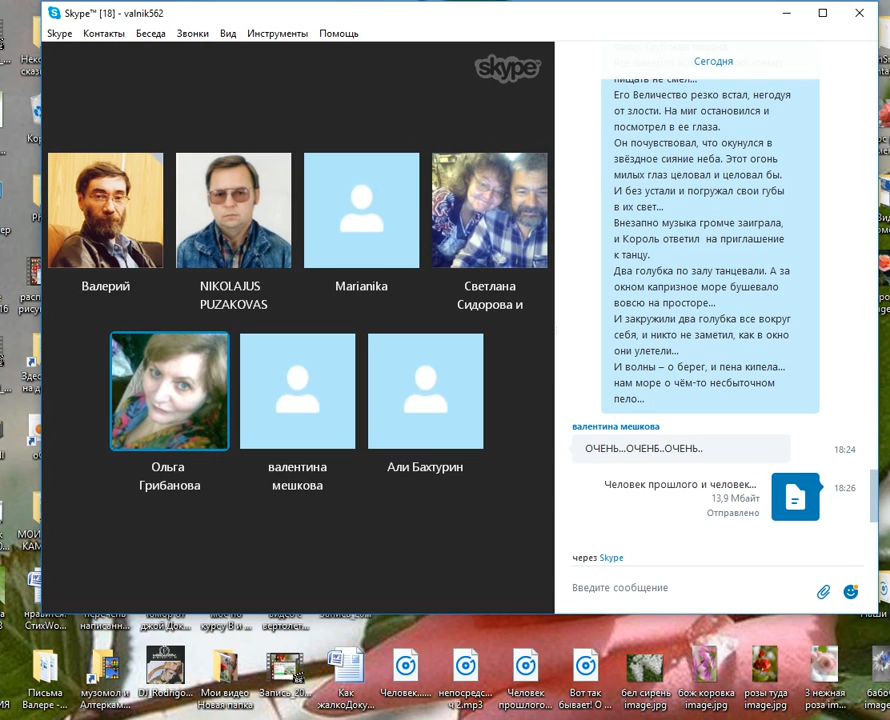 Skype™ [18] - valnik562
Skype Контакты Беседа Звонки Вид Инструменты Помощь
skype
Валерий
NIKOLAJUS
PUZAKOVAS
Marianika
Светлана
Сидорова и
Ольга
Грибанова
валентина
мешкова
Али Бахтурин
Сегодня
пищать не смел...
Его Величество резко встал, негодуя
от злости. На миг остановился и
посмотрел в ее глаза.
Он почувствовал, что окунулся в
звёздное сияние неба. Этот огонь
милых глаз целовал и целовал бы.
И без устали и погружал свои губы
в их свет...
Внезапно музыка громче заиграла,
и Король ответил на приглашение
к танцу.
Два голубка по залу танцевали. А за
окном капризное море бушевало
вовсю на просторе...
И закружили два голубка все вокруг
себя, и никто не заметил, как в окно
они улетели...
И волны – о берег, и пена кипела...
нам море о чём-то несбыточном
пело...
валентина мешкова
ОЧЕНЬ...ОЧЕНБ..ОЧЕНЬ..
18:24
Человек прошлого и человек...
13,9 Мбайт
Отправлено
18:26
через Skype
Введите сообщение
Письма
Валере -...
музомол и
Алтеркам...
DJ Rodrigo...
Мои видео
Новая папка
Запись 20...
Как
жалкоДоку...
Человек....
непосредс...
ч 2.mp3
Человек
прошлого...
Вот так
бывает! О ...
бел сирень
image.jpg
бож коровка
image.jpg
розы туда
image.jpg
3 нежная
роза im...